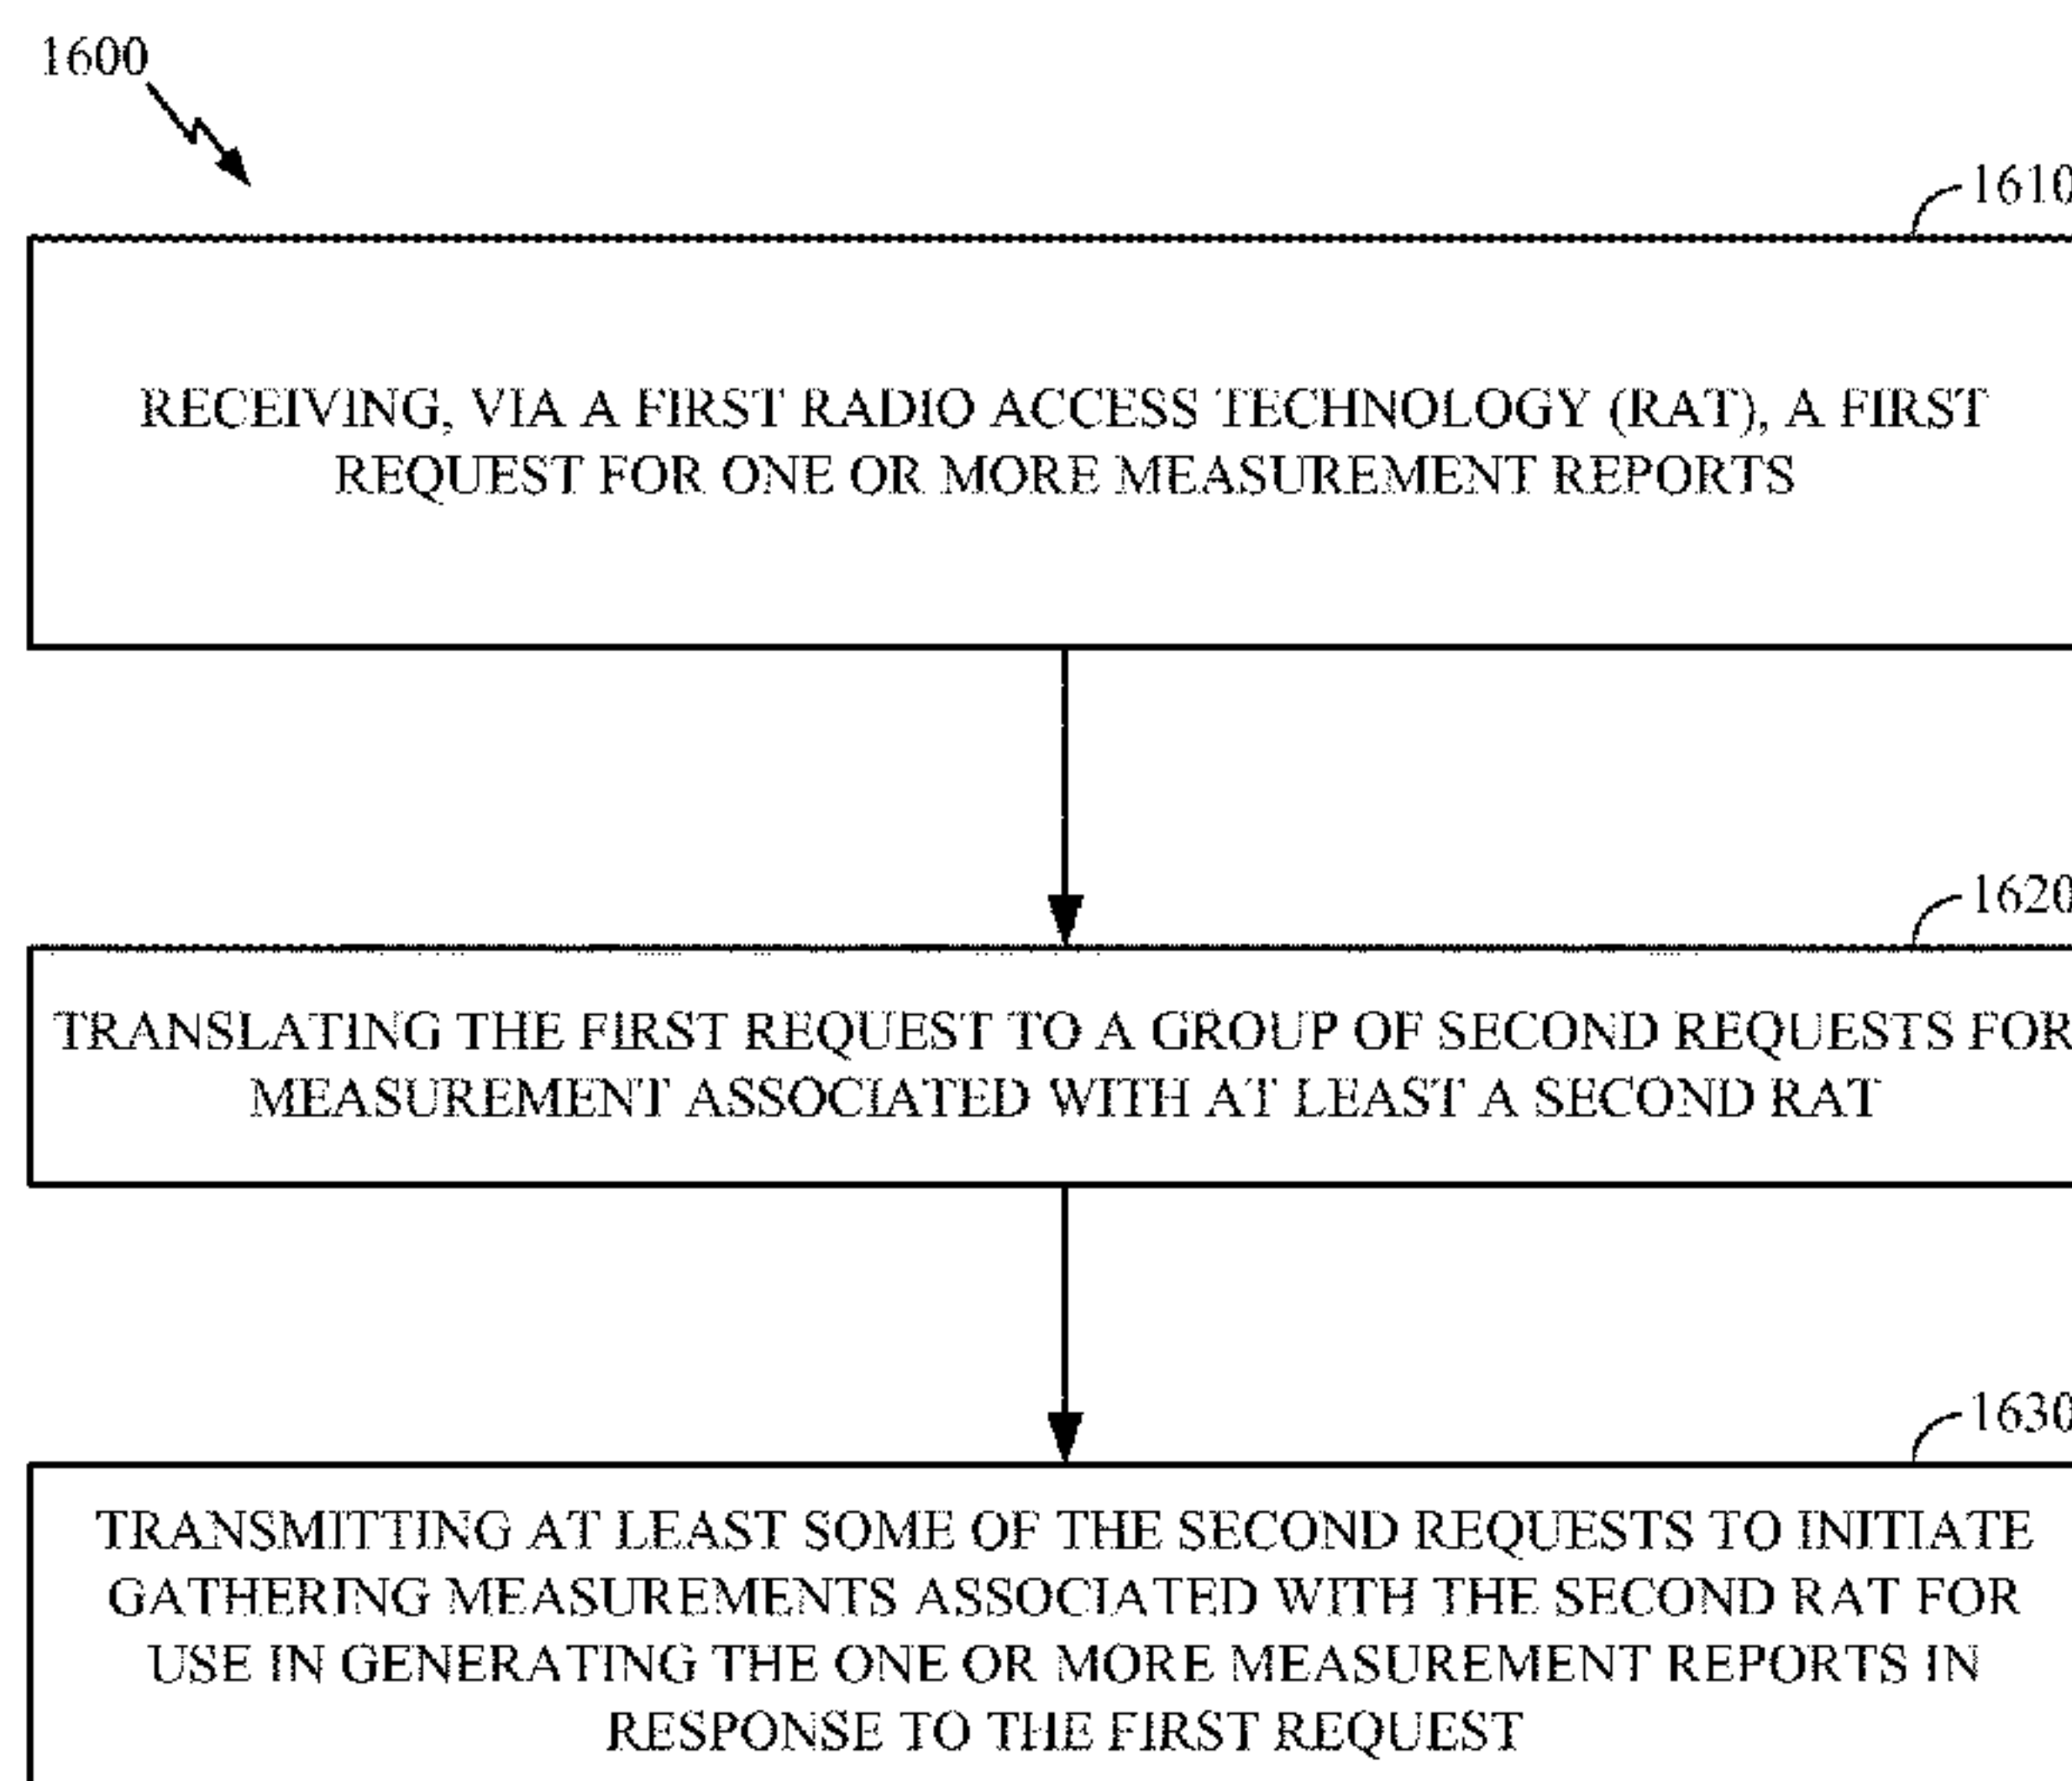 1600
1610
RECEIVING, VIA A FIRST RADIO ACCESS TECHNOLOGY (RAT), A FIRST
REQUEST FOR ONE OR MORE MEASUREMENT REPORTS
1620
TRANSLATING THE FIRST REQUEST TO A GROUP OF SECOND REQUESTS FOR
MEASUREMENT ASSOCIATED WITH AT LEAST A SECOND RAT
1630
TRANSMITTING AT LEAST SOME OF THE SECOND REQUESTS TO INITIATE
GATHERING MEASUREMENTS ASSOCIATED WITH THE SECOND RAT FOR
USE IN GENERATING THE ONE OR MORE MEASUREMENT REPORTS IN
RESPONSE TO THE FIRST REQUEST